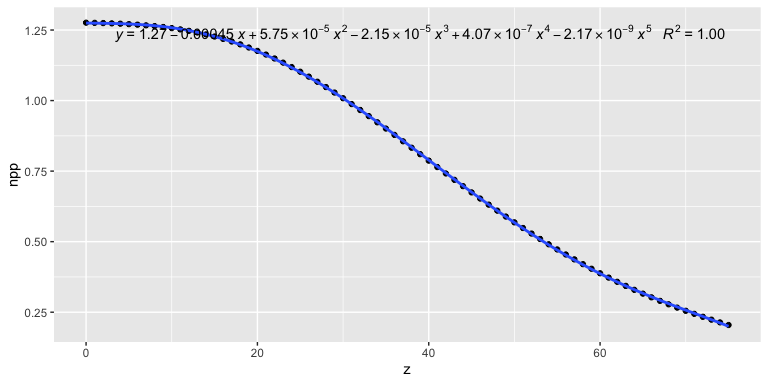 y = 1.27 − 0.00045 x + 5.75 × 10⁻⁵ x² − 2.15 × 10⁻⁵ x³ + 4.07 × 10⁻⁷ x⁴ − 2.17 × 10⁻⁹ x⁵ R² = 1.00
1.25
1.00
0.75
0.50
0.25
npp
0 20 40 60
z